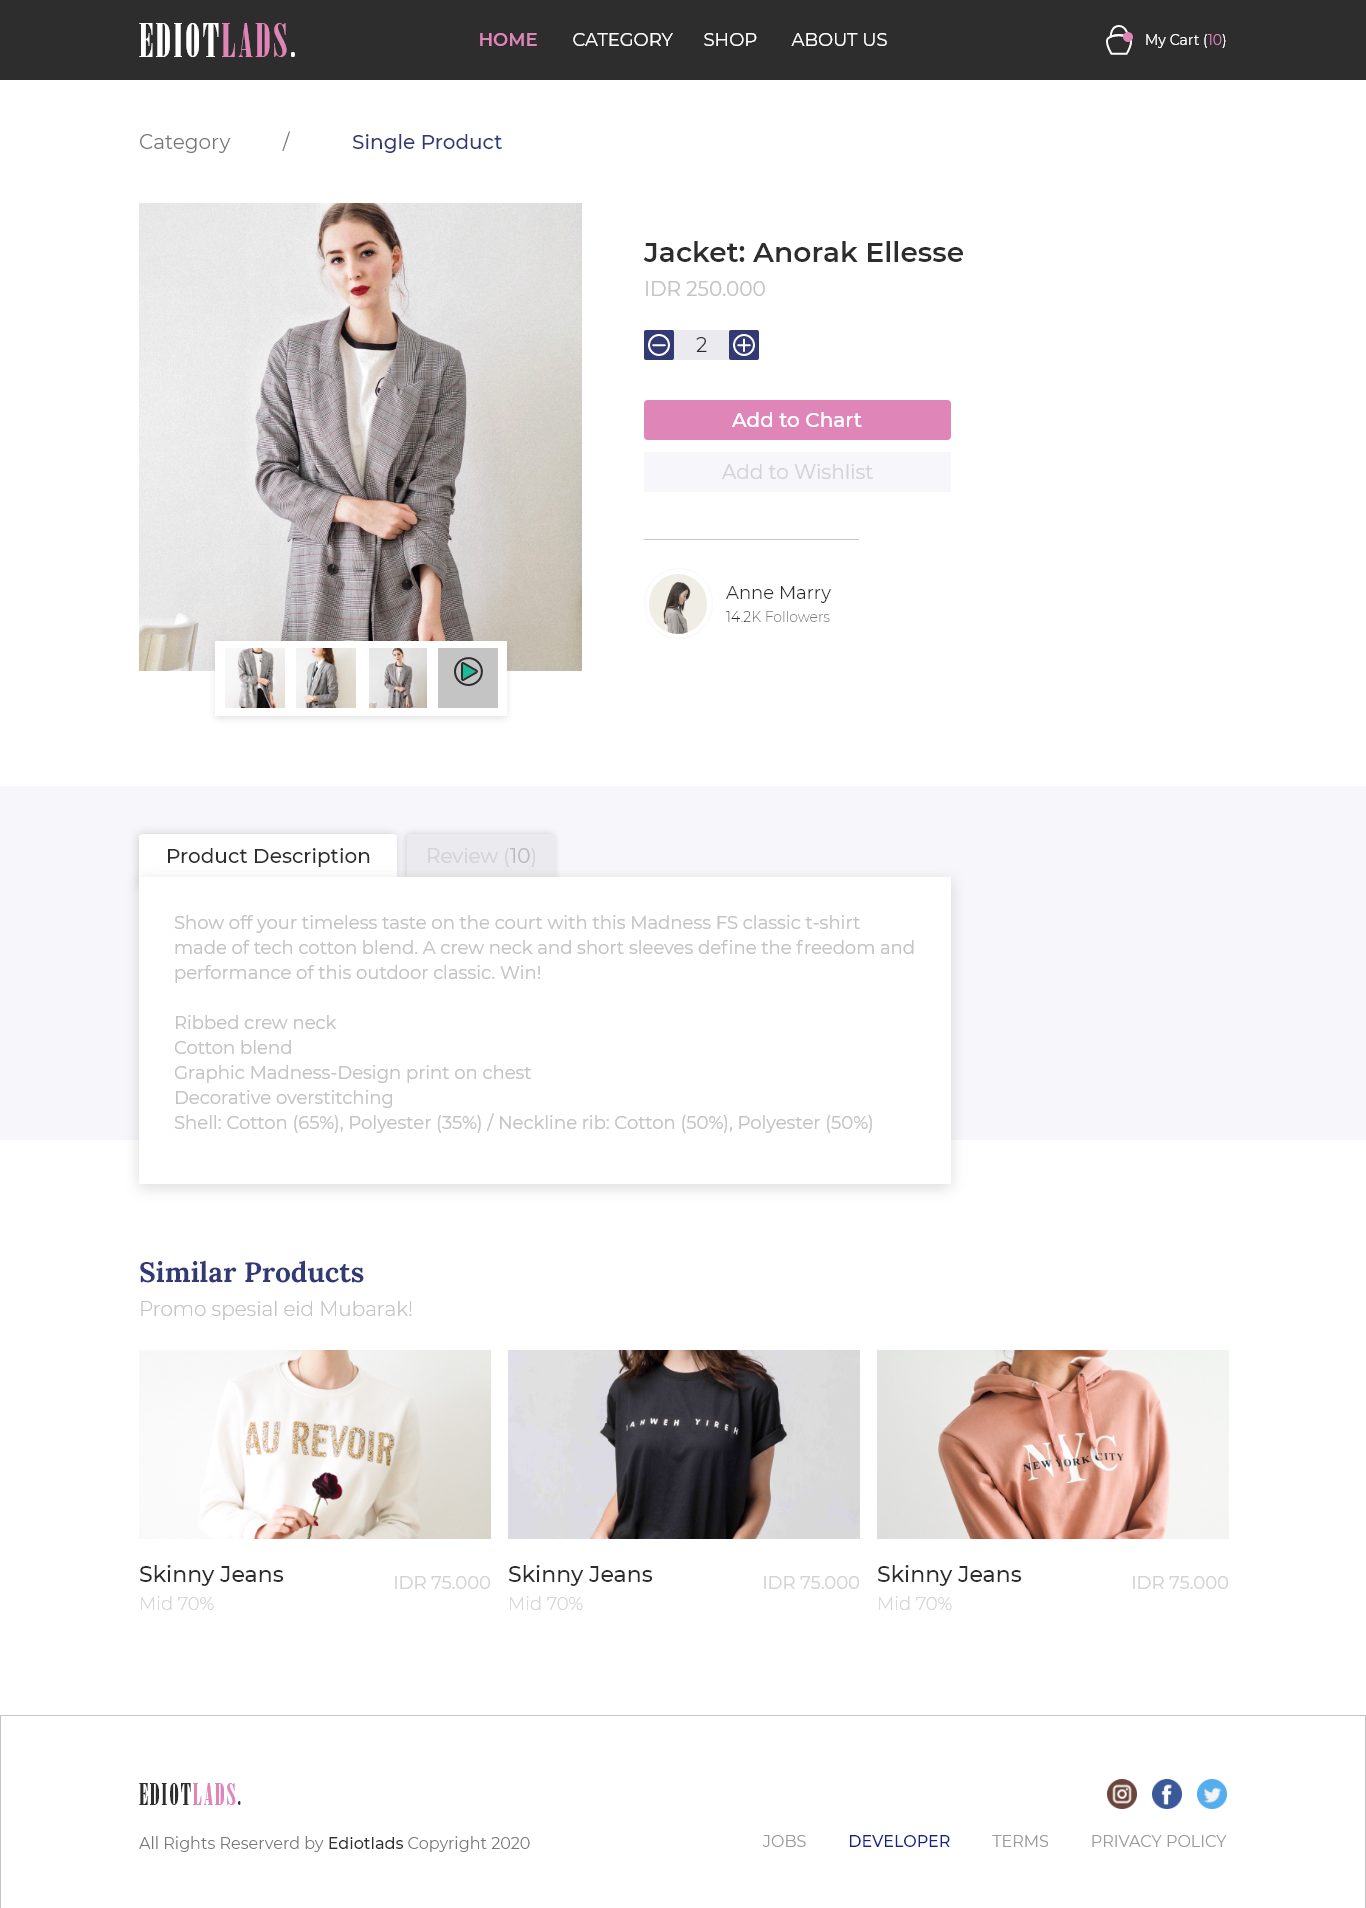 EDIOTLADS.
HOME CATEGORY SHOP ABOUT US
My Cart (10)
Category / Single Product
Jacket: Anorak Ellesse
IDR 250.000
2
Add to Chart
Add to Wishlist
Anne Marry
14.2K Followers
Product Description
Review (10)
Show off your timeless taste on the court with this Madness FS classic t-shirt
made of tech cotton blend. A crew neck and short sleeves define the freedom and
performance of this outdoor classic. Win!
Ribbed crew neck
Cotton blend
Graphic Madness-Design print on chest
Decorative overstitching
Shell: Cotton (65%), Polyester (35%) / Neckline rib: Cotton (50%), Polyester (50%)
Similar Products
Promo spesial eid Mubarak!
AU REVOIR
YAHWEH YIREH
NYC
NEW YORK CITY
Skinny Jeans
IDR 75.000
Mid 70%
Skinny Jeans
IDR 75.000
Mid 70%
Skinny Jeans
IDR 75.000
Mid 70%
EDIOTLADS.
All Rights Reserverd by Ediotlads Copyright 2020
JOBS DEVELOPER TERMS PRIVACY POLICY